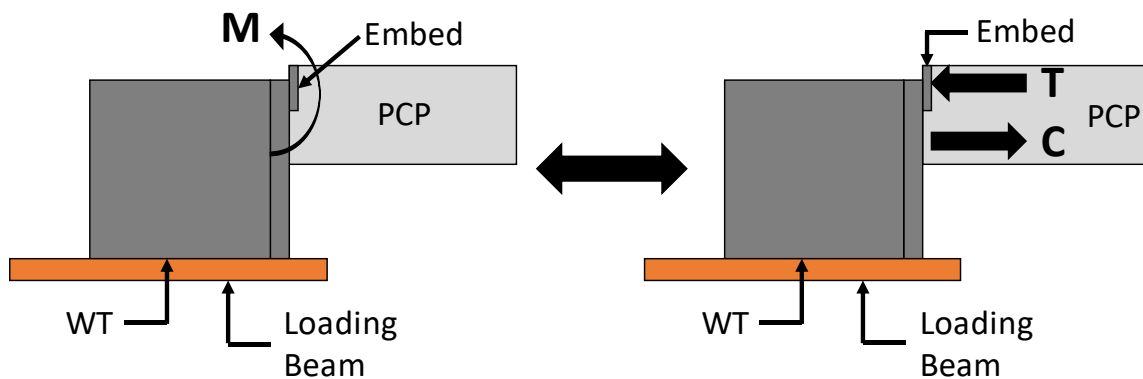 M
Embed
PCP
WT
Loading
Beam
Embed
T
PCP
C
WT
Loading
Beam